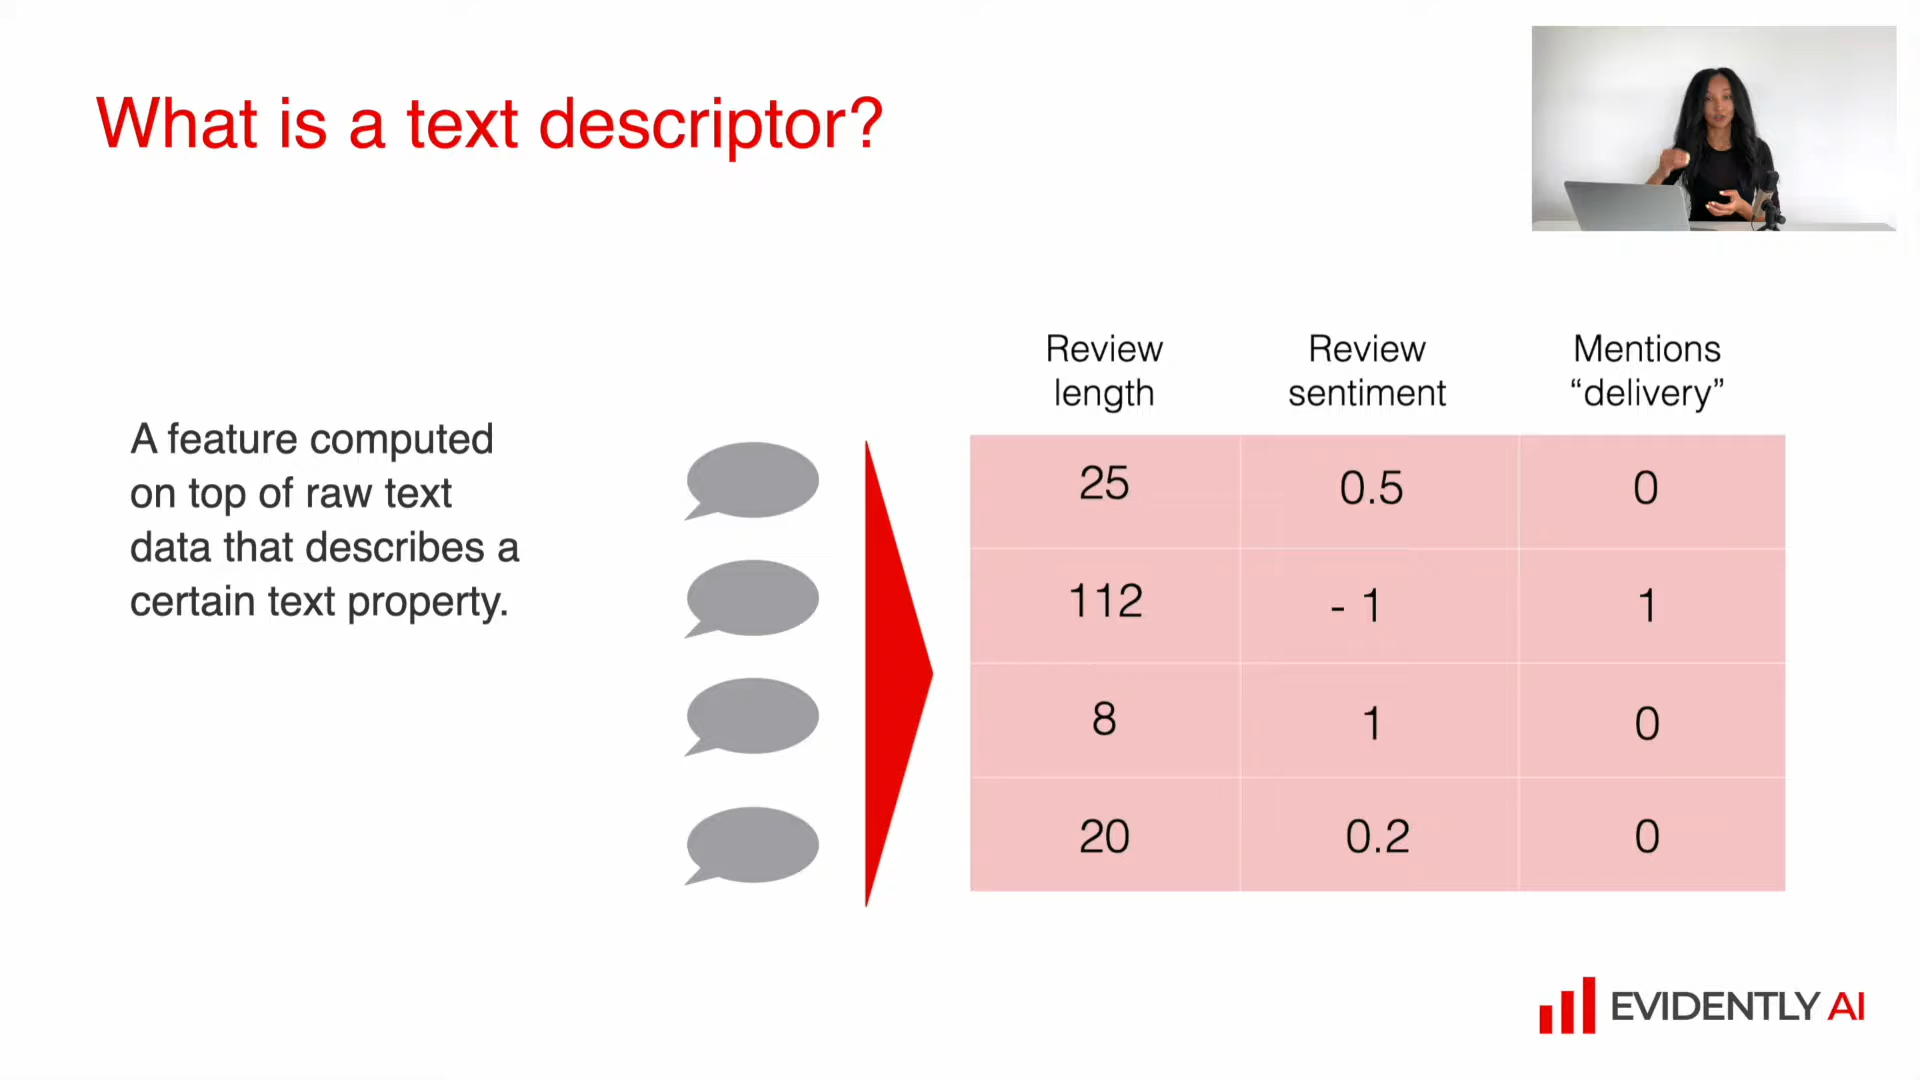 What is a text descriptor?
A feature computed
on top of raw text
data that describes a
certain text property.
Review length
Review sentiment
Mentions “delivery”
25 0.5 0
112 - 1 1
8 1 0
20 0.2 0
EVIDENTLY AI